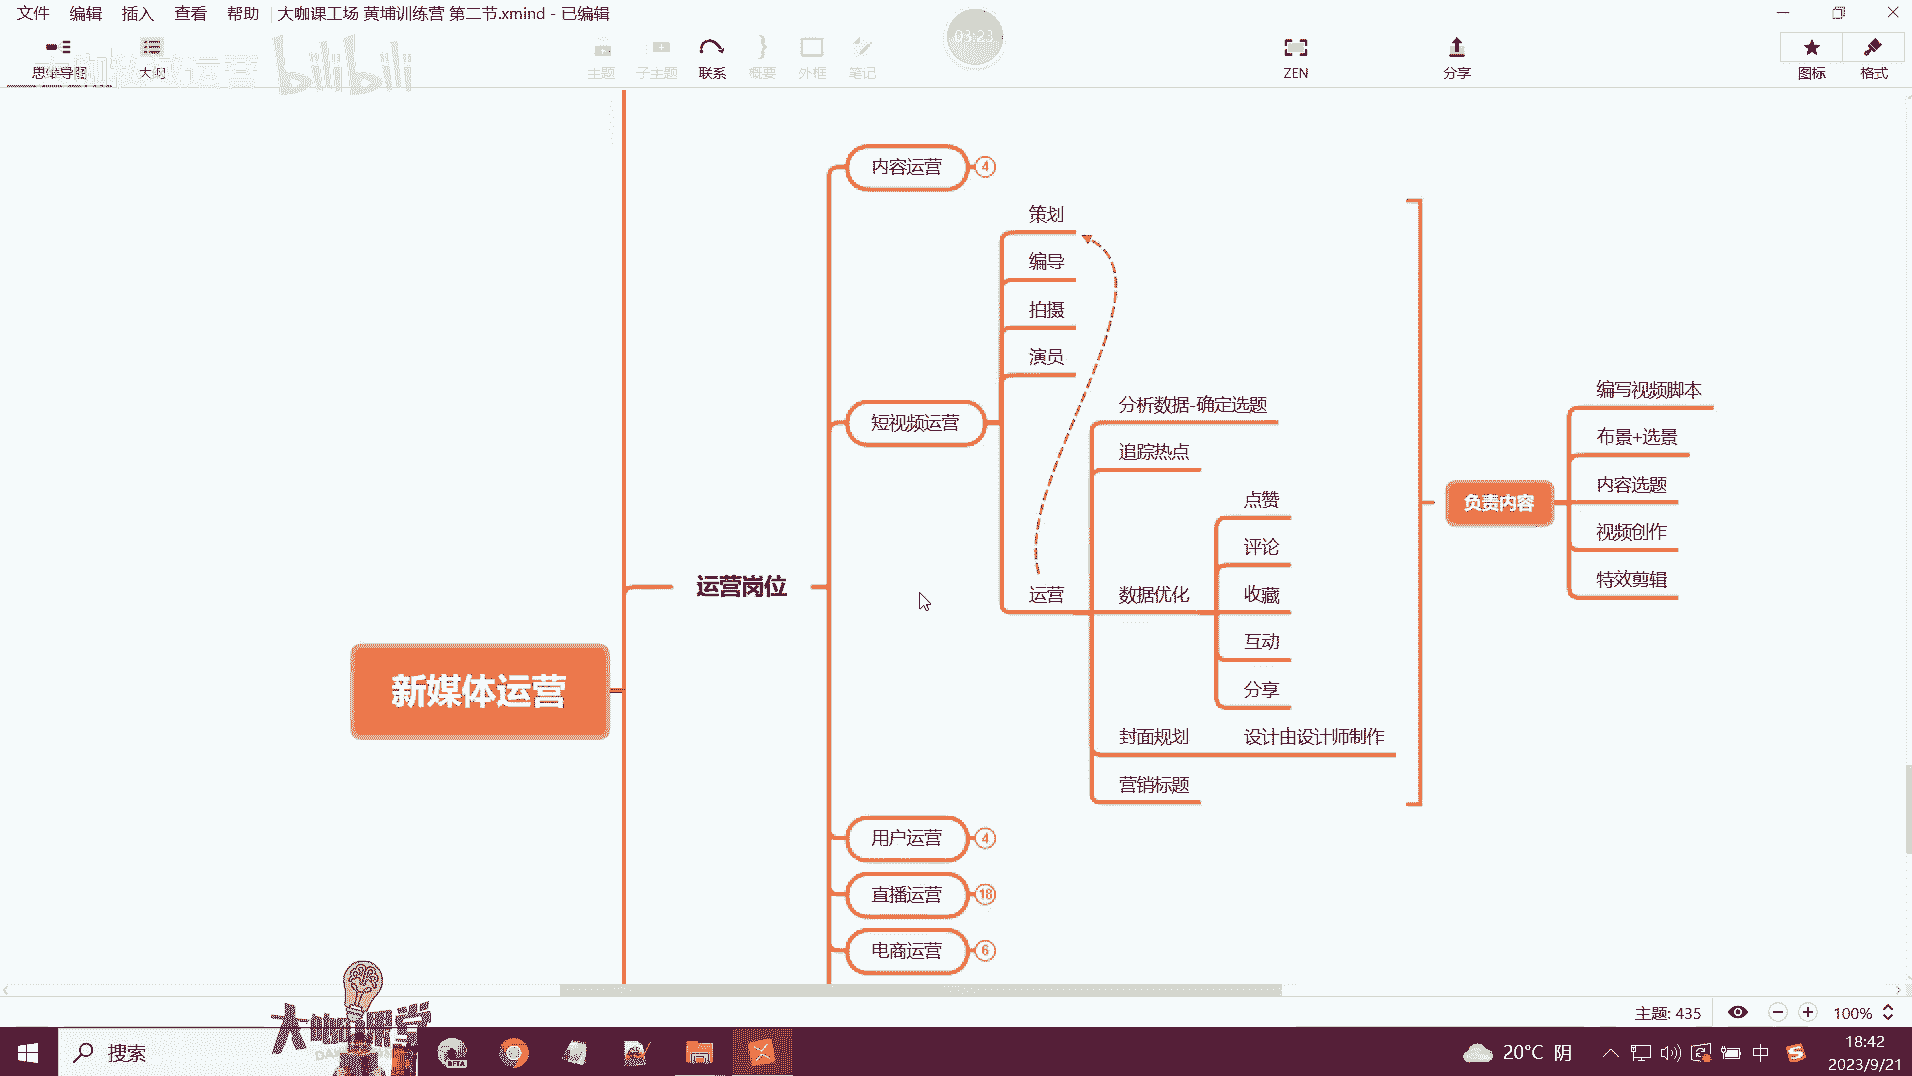 文件 编辑 插入 查看 帮助 大咖课工场 黄埔训练营 第二节.xmind - 已编辑
思维导图 大纲 主题 子主题 联系 概要 外框 笔记 03:23 ZEN 分享 图标 格式
bilibili
内容运营 4
策划
编导
拍摄
演员
短视频运营
分析数据-确定选题
追踪热点
点赞
评论
运营 数据优化 收藏
互动
分享
封面规划 设计由设计师制作
营销标题
编写视频脚本
布景+选景
负责内容 内容选题
视频创作
特效剪辑
运营岗位
新媒体运营
用户运营 4
直播运营 18
电商运营 6
主题: 435 100%
大咖课堂
搜索
20°C 阴 中 18:42
2023/9/21